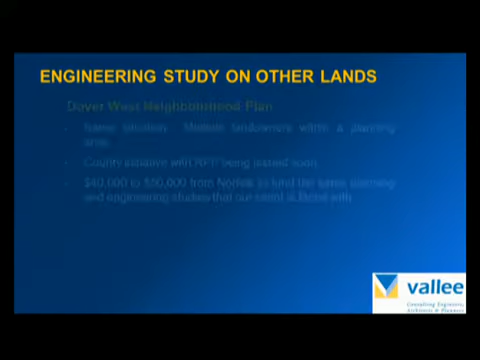 ENGINEERING STUDY ON OTHER LANDS
Dover West Neighbourhood Plan
- Same situation - Multiple landowners within a planning
area.
- County initiative with RFP being issued soon.
- $40,000 to $50,000 from Norfolk to fund the same planning
and engineering studies that our client is faced with.
vallee
Consulting Engineers,
Architects & Planners